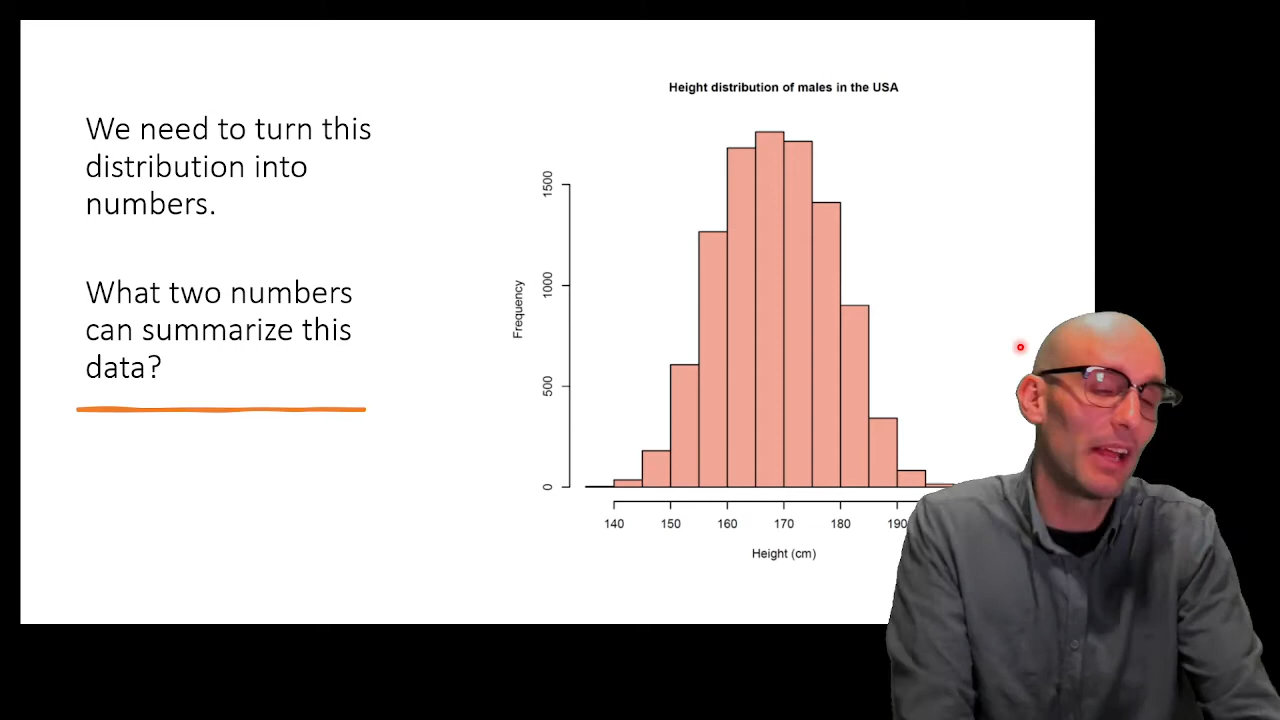 We need to turn this
distribution into
numbers.
What two numbers
can summarize this
data?
Height distribution of males in the USA
Frequency
1500
1000
500
0
140 150 160 170 180 190
Height (cm)